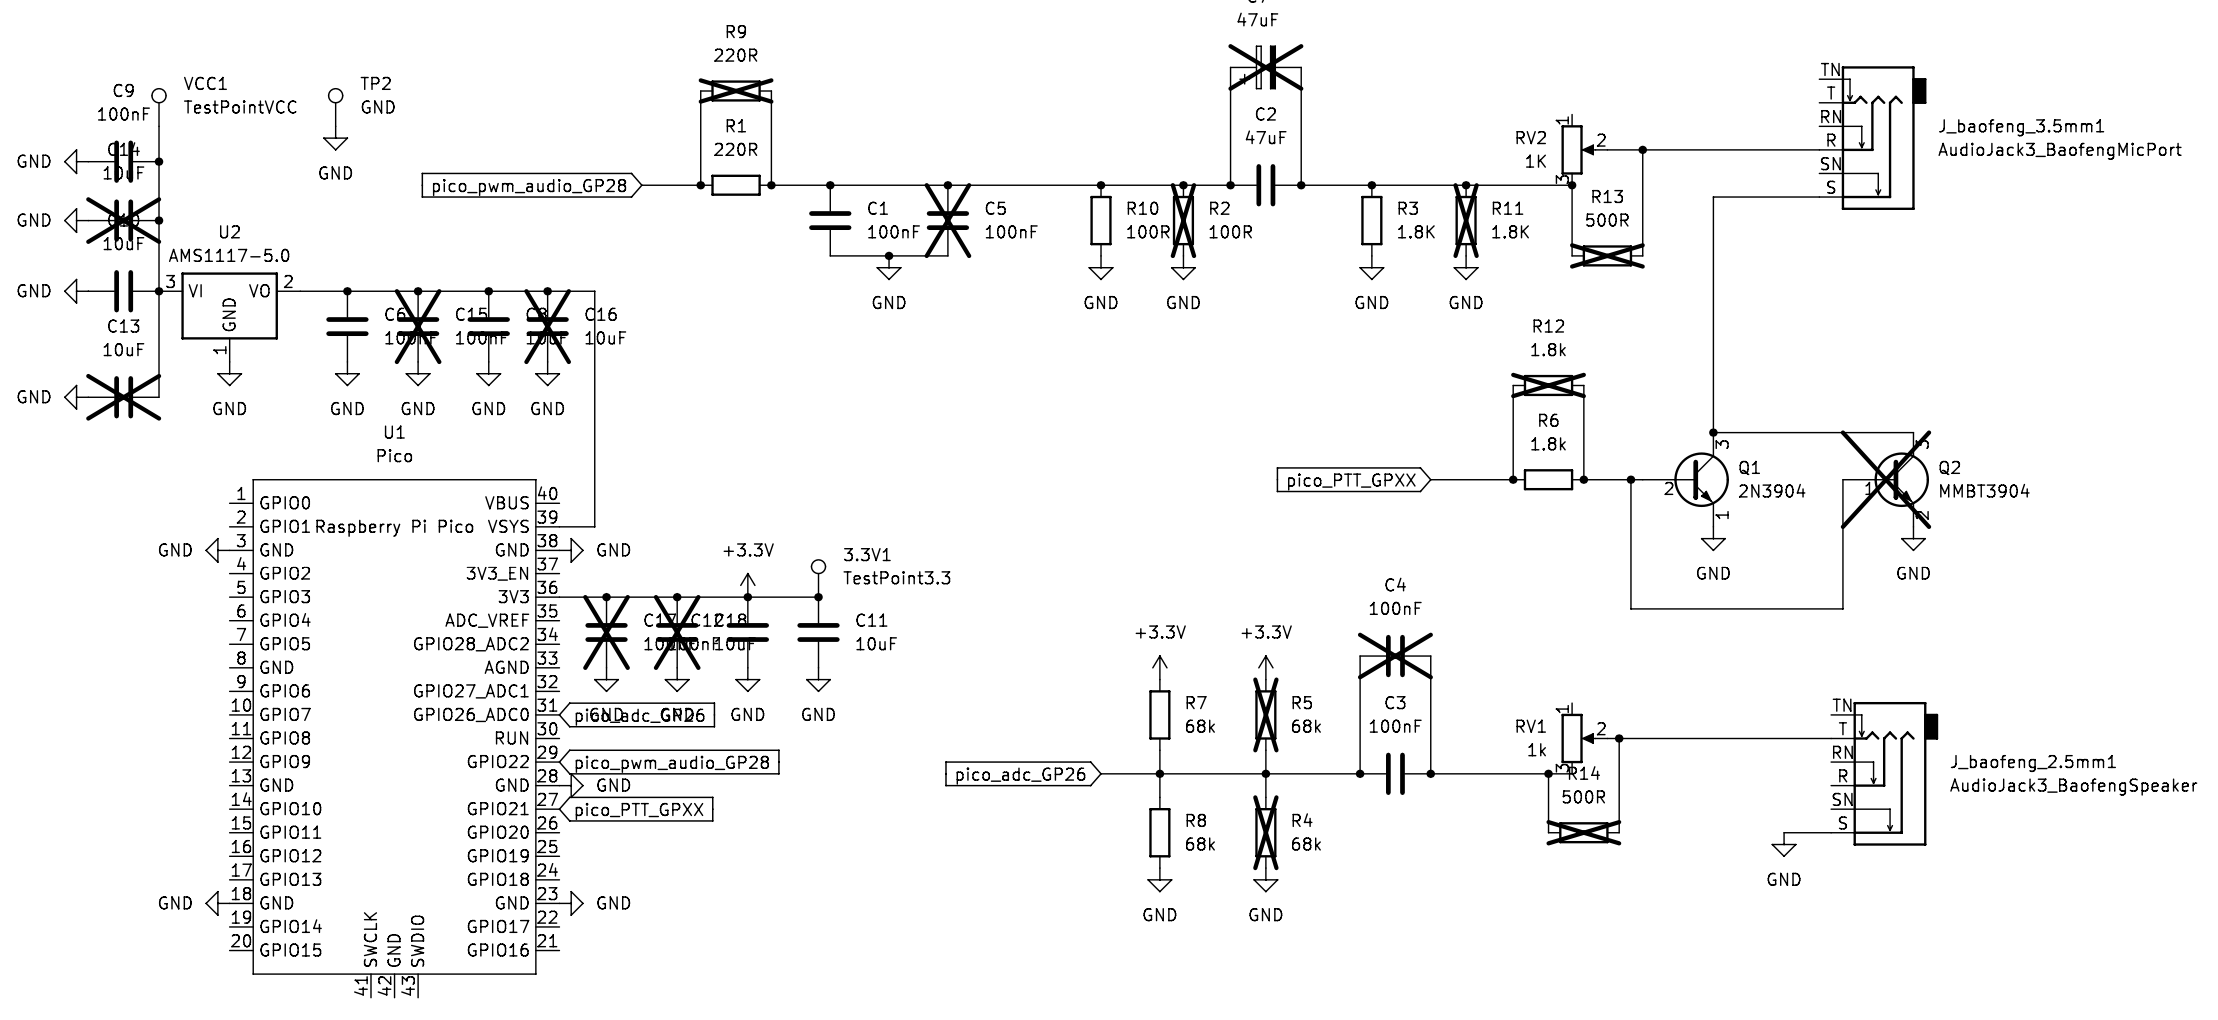 47uF
R9
220R
VCC1
TestPointVCC
TP2
GND
C9
100nF
GND
R1
220R
C2
47uF
TN
T
RN
R
SN
S
J_baofeng_3.5mm1
AudioJack3_BaofengMicPort
RV2
1K
1
2
3
GND
C14
10uF
pico_pwm_audio_GP28
R13
500R
C1
100nF
C5
100nF
R10
100R
R2
100R
R3
1.8K
R11
1.8K
GND
10uF
U2
AMS1117-5.0
3
VI
VO
2
GND
1
GND
C13
10uF
GND
GND
GND
GND
GND
GND
C6
100nF
C15
100nF
C8
10uF
C16
10uF
R12
1.8k
GND
GND
GND
GND
GND
GND
R6
1.8k
U1
Pico
pico_PTT_GPXX
2
3
1
Q1
2N3904
1
3
2
Q2
MMBT3904
GND
GND
1 GPIO0
2 GPIO1
GND 3 GND
4 GPIO2
5 GPIO3
6 GPIO4
7 GPIO5
8 GND
9 GPIO6
10 GPIO7
11 GPIO8
12 GPIO9
13 GND
14 GPIO10
15 GPIO11
16 GPIO12
17 GPIO13
GND 18 GND
19 GPIO14
20 GPIO15
Raspberry Pi Pico
VBUS 40
VSYS 39
GND 38 GND
3V3_EN 37
3V3 36
ADC_VREF 35
GPIO28_ADC2 34
AGND 33
GPIO27_ADC1 32
GPIO26_ADC0 31
RUN 30
GPIO22 29
GND 28 GND
GPIO21 27
GPIO20 26
GPIO19 25
GPIO18 24
GND 23 GND
GPIO17 22
GPIO16 21
SWCLK
GND
SWDIO
41
42
43
+3.3V
3.3V1
TestPoint3.3
C17
C12
C18
10uF
C11
10uF
GND
GND
GND
GND
pico_adc_GP26
pico_pwm_audio_GP28
pico_PTT_GPXX
C4
100nF
+3.3V
+3.3V
R7
68k
R5
68k
C3
100nF
RV1
1k
1
2
3
pico_adc_GP26
R14
500R
R8
68k
R4
68k
GND
GND
TN
T
RN
R
SN
S
J_baofeng_2.5mm1
AudioJack3_BaofengSpeaker
GND